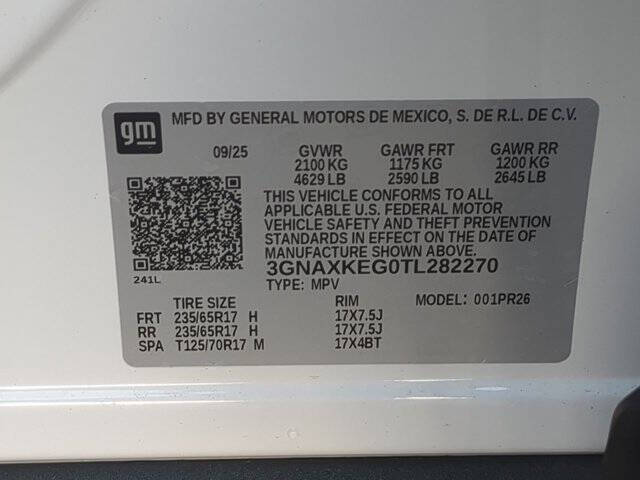 gm
MFD BY GENERAL MOTORS DE MEXICO, S. DE R.L. DE C.V.
09/25 GVWR GAWR FRT GAWR RR
2100 KG 1175 KG 1200 KG
4629 LB 2590 LB 2645 LB
THIS VEHICLE CONFORMS TO ALL
APPLICABLE U.S. FEDERAL MOTOR
VEHICLE SAFETY AND THEFT PREVENTION
STANDARDS IN EFFECT ON THE DATE OF
MANUFACTURE SHOWN ABOVE.
3GNAXKEG0TL282270
241L
TYPE: MPV
TIRE SIZE RIM MODEL: 001PR26
FRT 235/65R17 H 17X7.5J
RR 235/65R17 H 17X7.5J
SPA T125/70R17 M 17X4BT